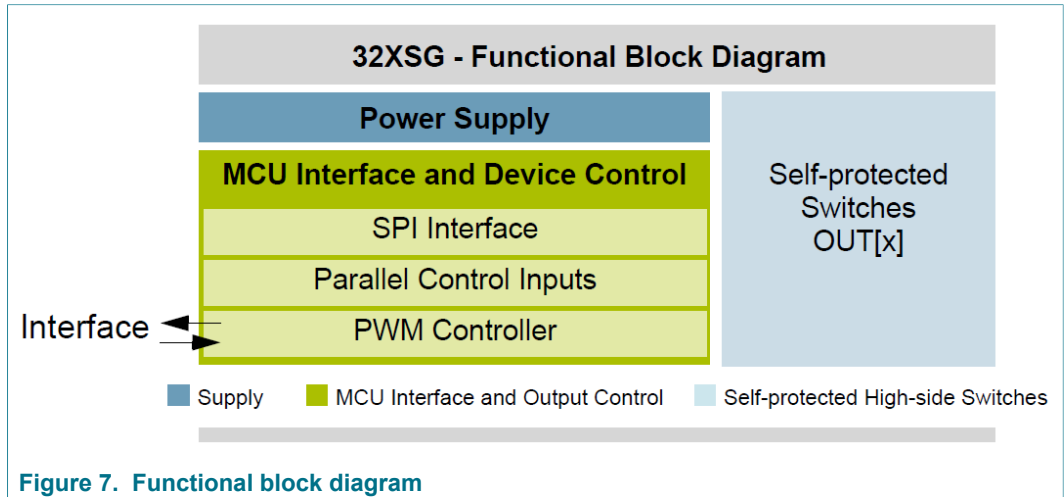 32XSG - Functional Block Diagram
Power Supply
MCU Interface and Device Control
SPI Interface
Parallel Control Inputs
PWM Controller
Interface
Self-protected
Switches
OUT[x]
Supply
MCU Interface and Output Control
Self-protected High-side Switches
Figure 7. Functional block diagram